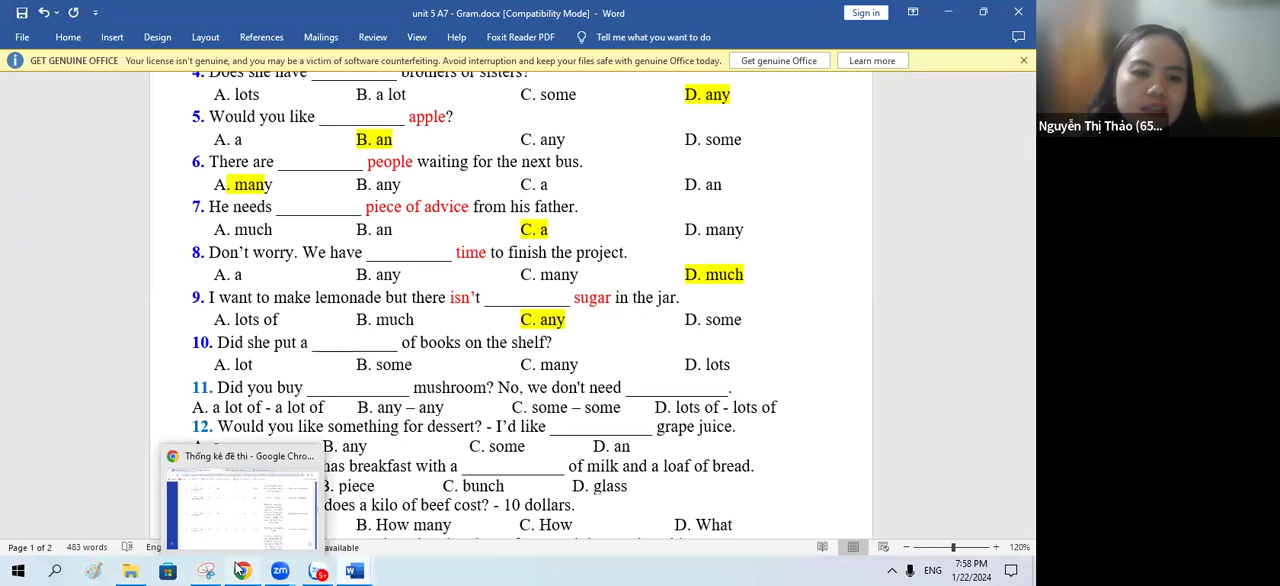 unit 5 A7 - Gram.docx [Compatibility Mode] - Word
Sign in
File Home Insert Design Layout References Mailings Review View Help Foxit Reader PDF Tell me what you want to do
GET GENUINE OFFICE Your license isn't genuine, and you may be a victim of software counterfeiting. Avoid interruption and keep your files safe with genuine Office today. Get genuine Office Learn more
4. Does she have __________ brothers or sisters?
A. lots B. a lot C. some D. any
5. Would you like __________ apple?
A. a B. an C. any D. some
6. There are __________ people waiting for the next bus.
A. many B. any C. a D. an
7. He needs __________ piece of advice from his father.
A. much B. an C. a D. many
8. Don't worry. We have __________ time to finish the project.
A. a B. any C. many D. much
9. I want to make lemonade but there isn't __________ sugar in the jar.
A. lots of B. much C. any D. some
10. Did she put a __________ of books on the shelf?
A. lot B. some C. many D. lots
11. Did you buy ____________ mushroom? No, we don't need ____________.
A. a lot of - a lot of B. any – any C. some – some D. lots of - lots of
12. Would you like something for dessert? - I'd like ____________ grape juice.
B. any C. some D. an
has breakfast with a ____________ of milk and a loaf of bread.
B. piece C. bunch D. glass
does a kilo of beef cost? - 10 dollars.
B. How many C. How D. What
Thống kê đề thi - Google Chro...
Page 1 of 2 483 words Eng available 120%
ENG 7:58 PM
1/22/2024
Nguyễn Thị Thảo (65...